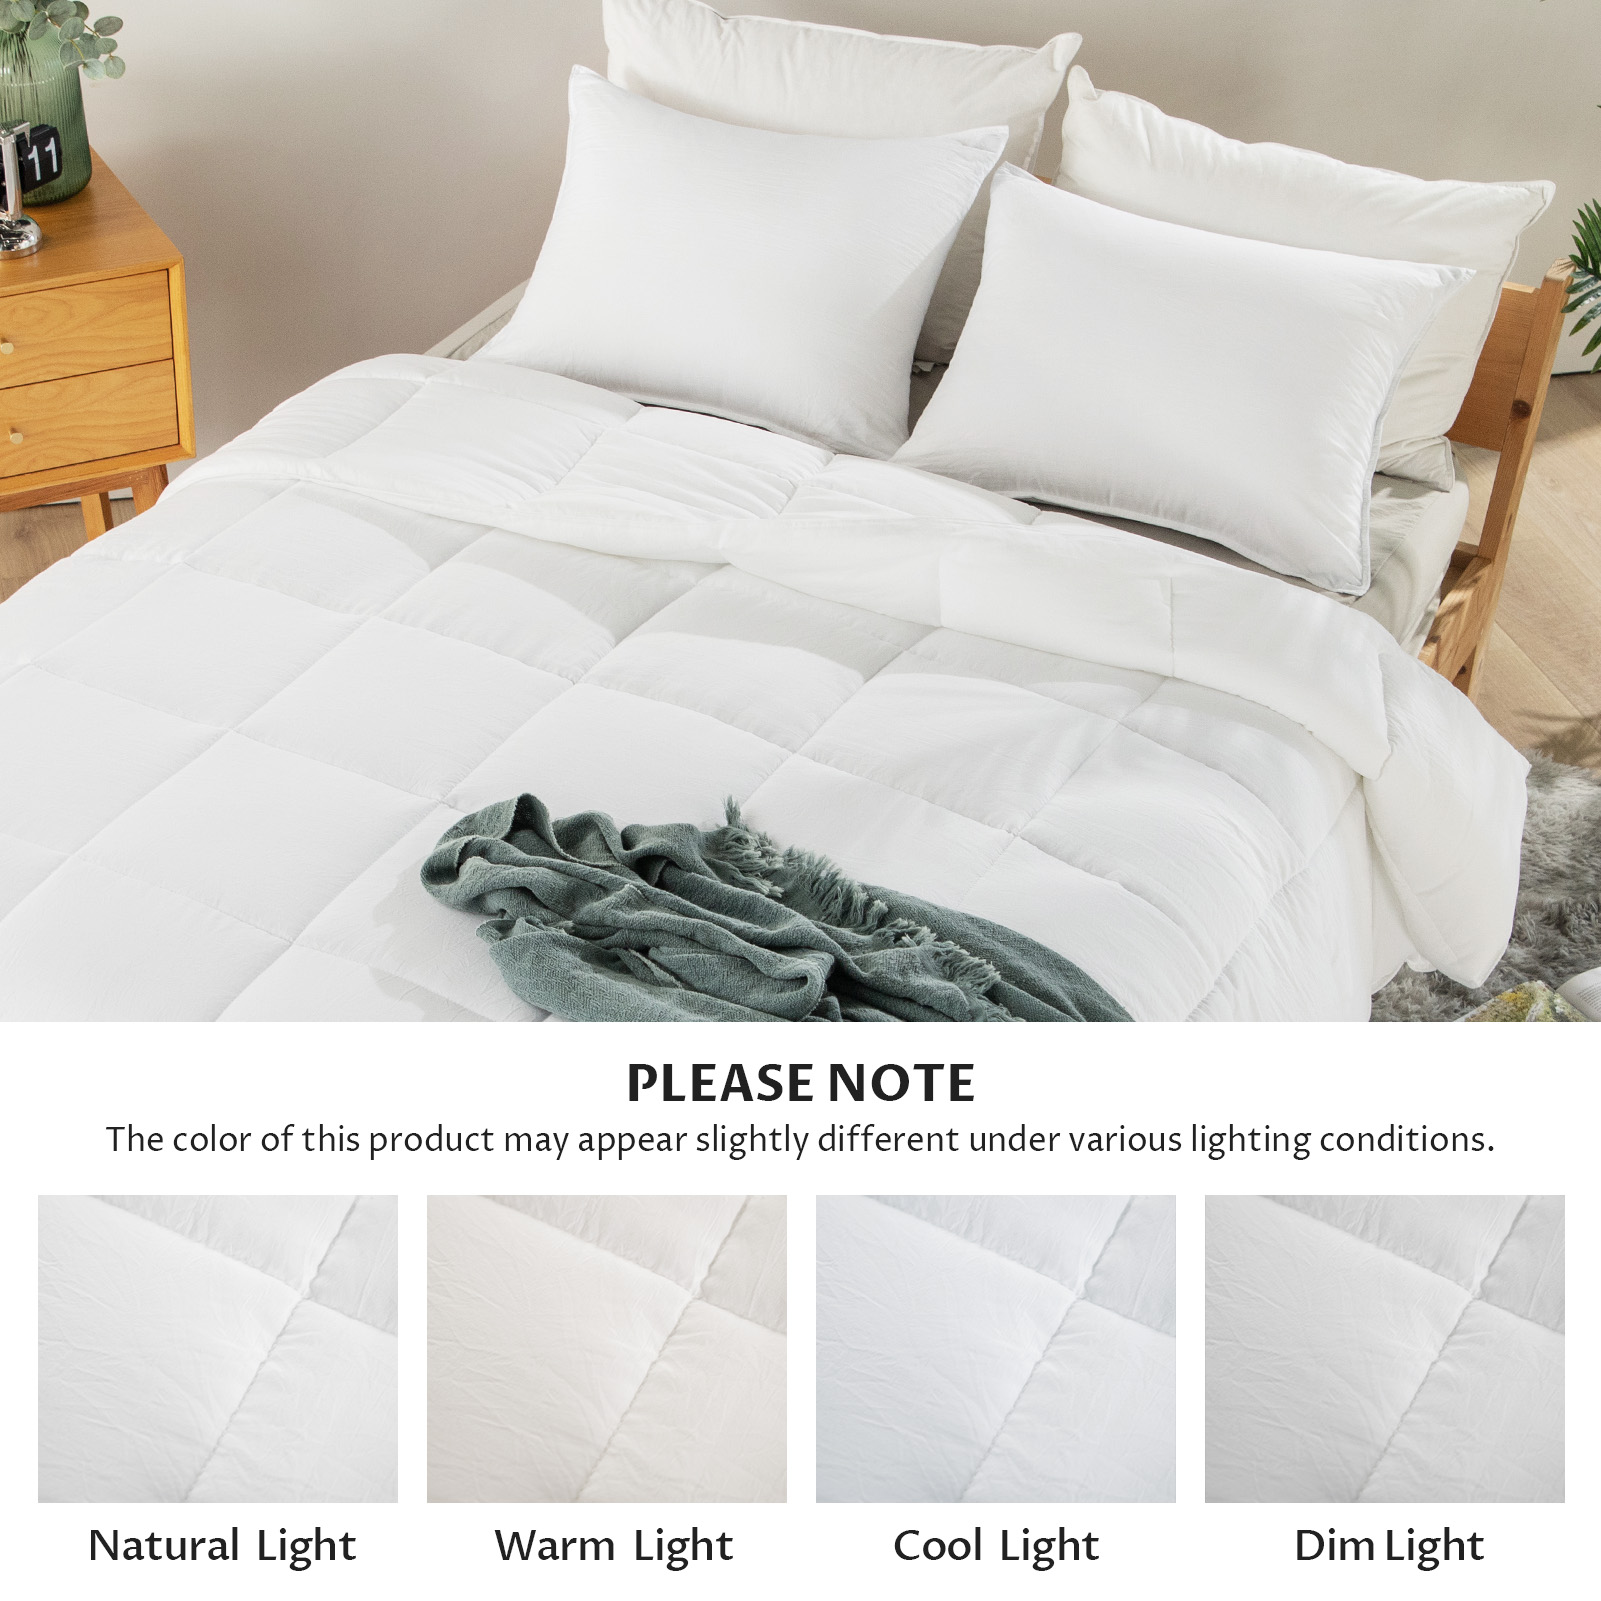 11
PLEASE NOTE
The color of this product may appear slightly different under various lighting conditions.
Natural Light
Warm Light
Cool Light
Dim Light